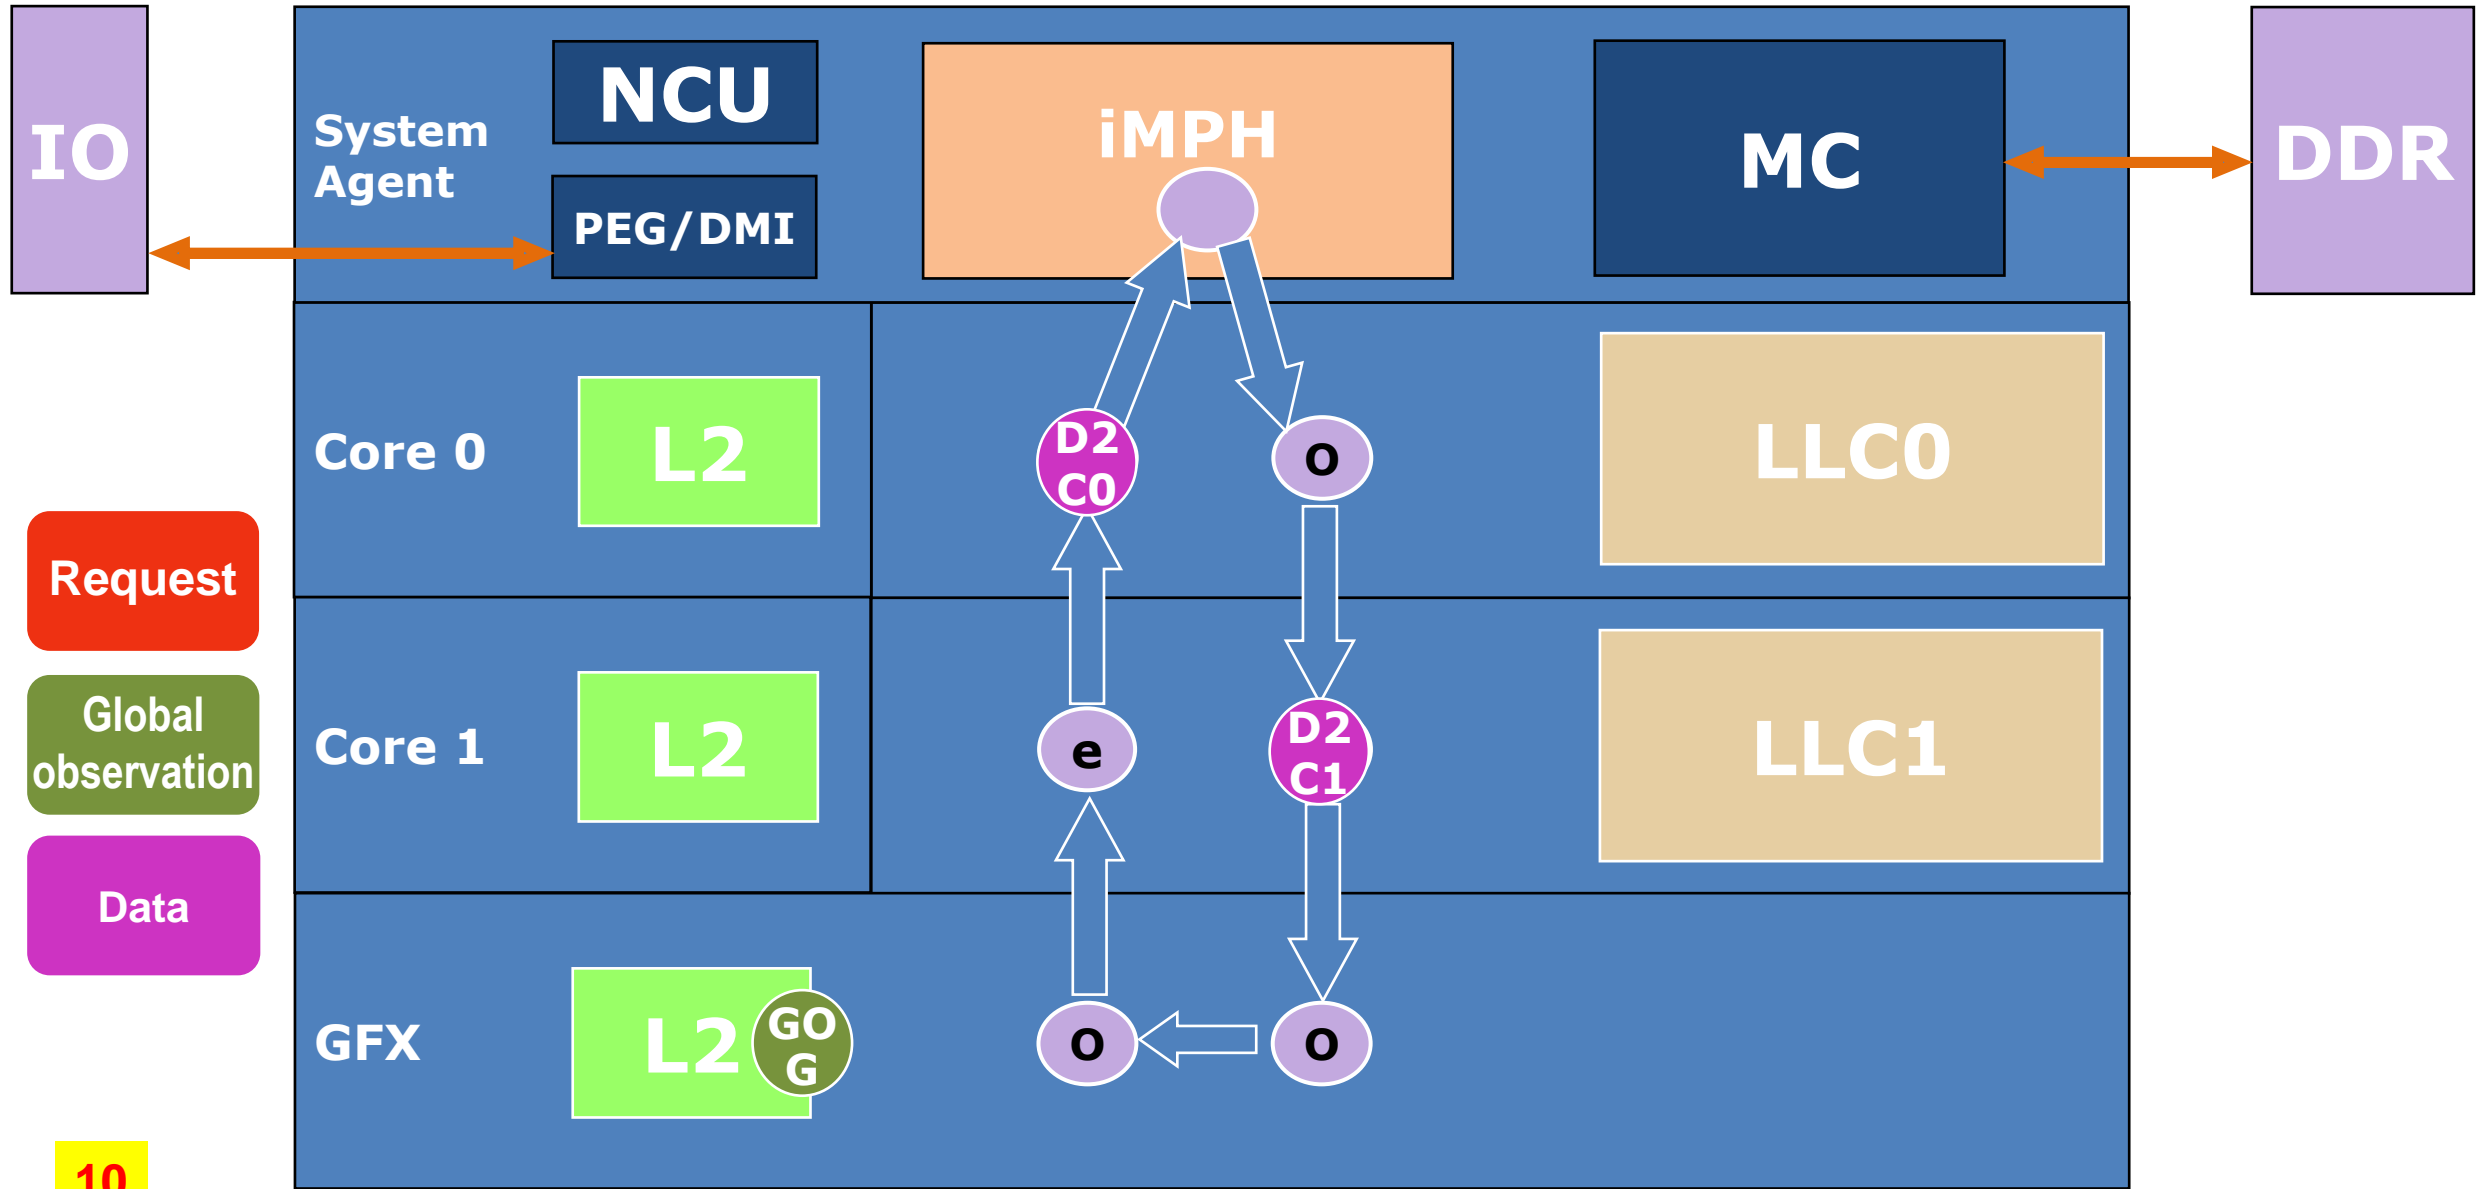 IO
System
Agent
NCU
PEG/DMI
iMPH
MC
DDR
Core 0
L2
D2
C0
o
LLC0
Request
Global
observation
Data
Core 1
L2
e
D2
C1
LLC1
GFX
L2
GO
G
o
o
10